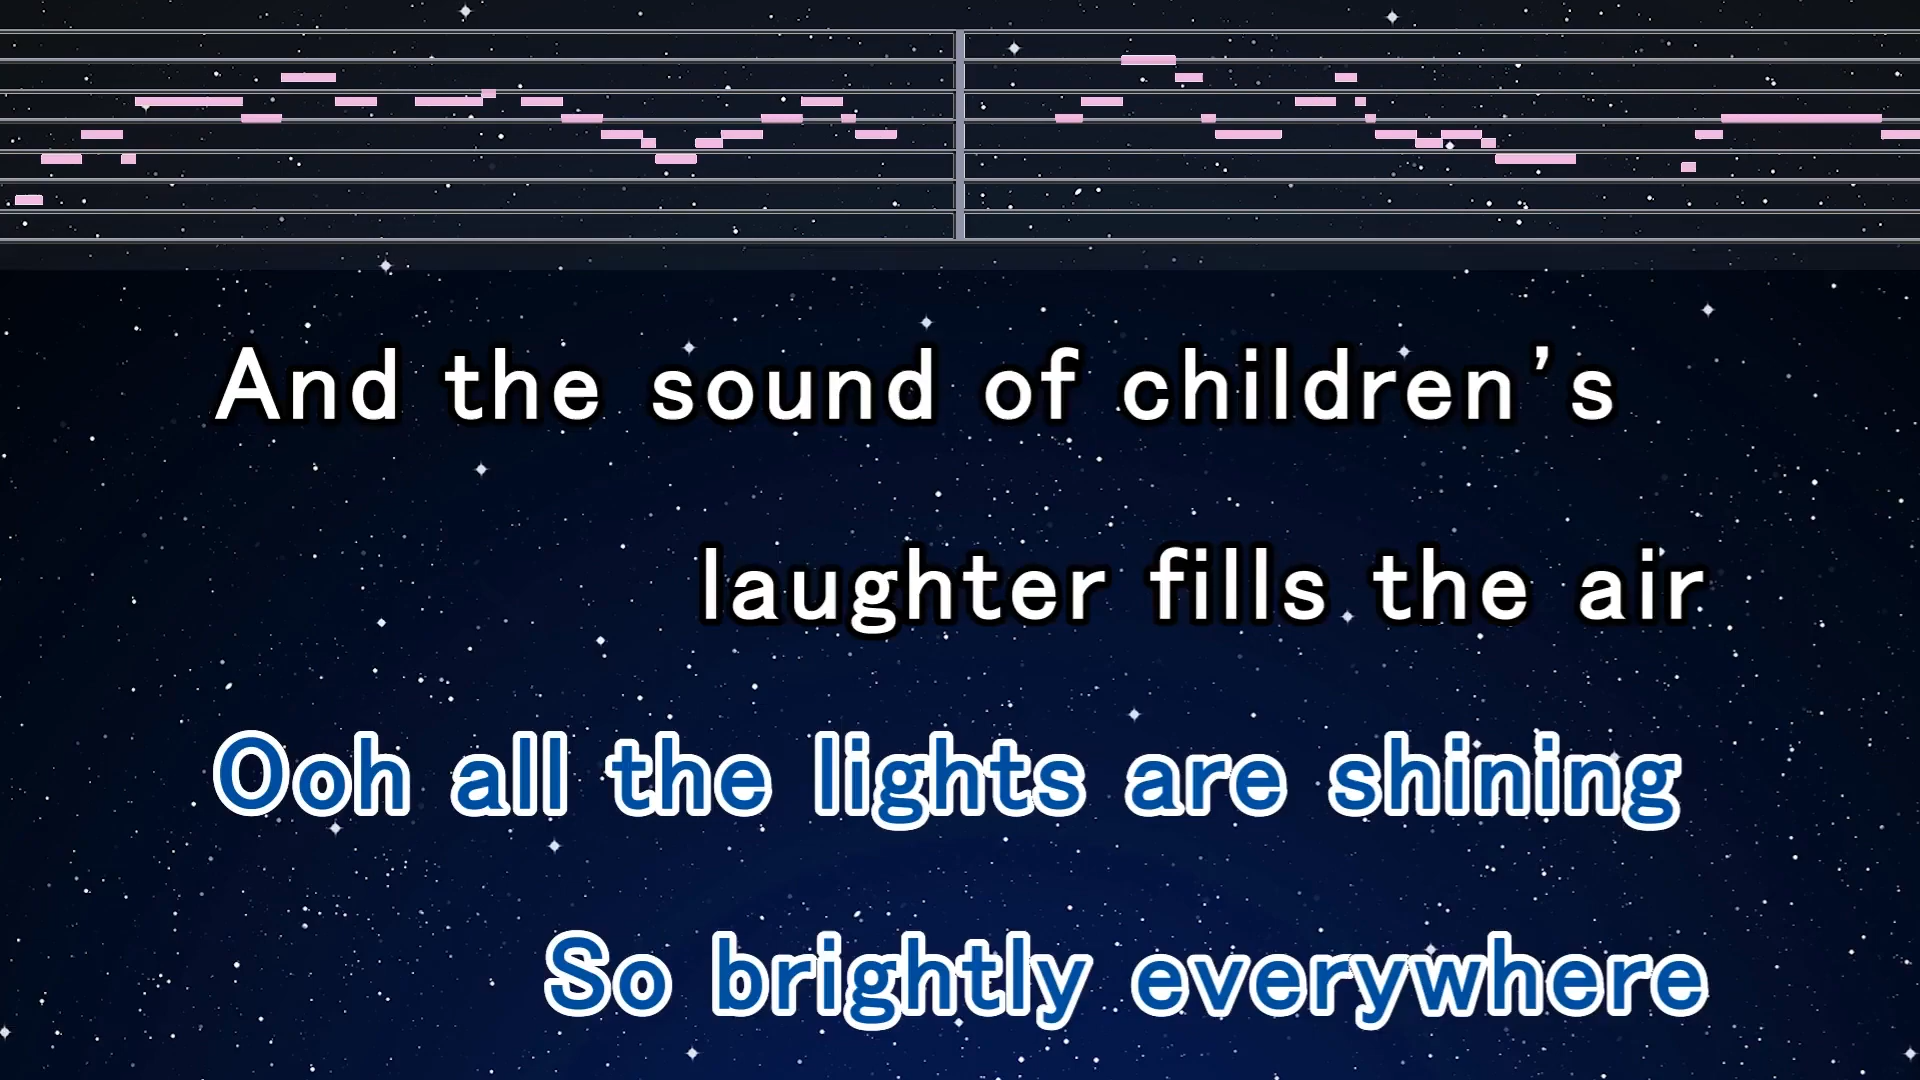 And the sound of children's
laughter fills the air
Ooh all the lights are shining
So brightly everywhere